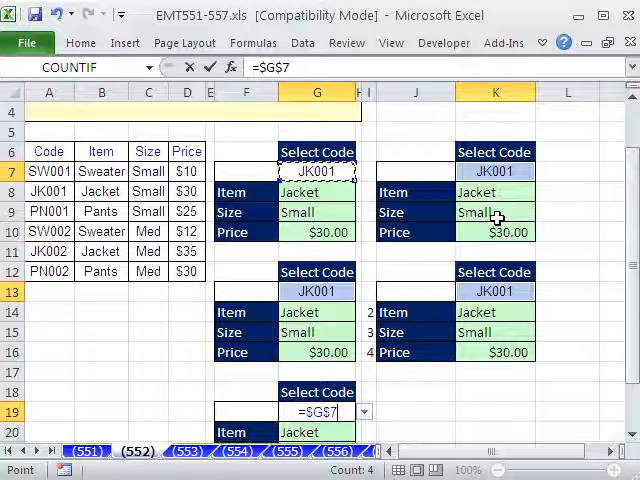 EMT551-557.xls [Compatibility Mode] - Microsoft Excel
File Home Insert Page Layout Formulas Data Review View Developer Add-Ins
COUNTIF fx =$G$7
A B C D E F G H I J K L
4
5
6 Code Item Size Price Select Code Select Code
7 SW001 Sweater Small $10 JK001 JK001
8 JK001 Jacket Small $30 Item Jacket Item Jacket
9 PN001 Pants Small $25 Size Small Size Small
10 SW002 Sweater Med $12 Price $30.00 Price $30.00
11 JK002 Jacket Med $35
12 PN002 Pants Med $30 Select Code Select Code
13 JK001 JK001
14 Item Jacket 2 Item Jacket
15 Size Small 3 Size Small
16 Price $30.00 4 Price $30.00
17
18 Select Code
19 =$G$7
20 Item Jacket
(551) (552) (553) (554) (555) (556)
Point Count: 4 100%